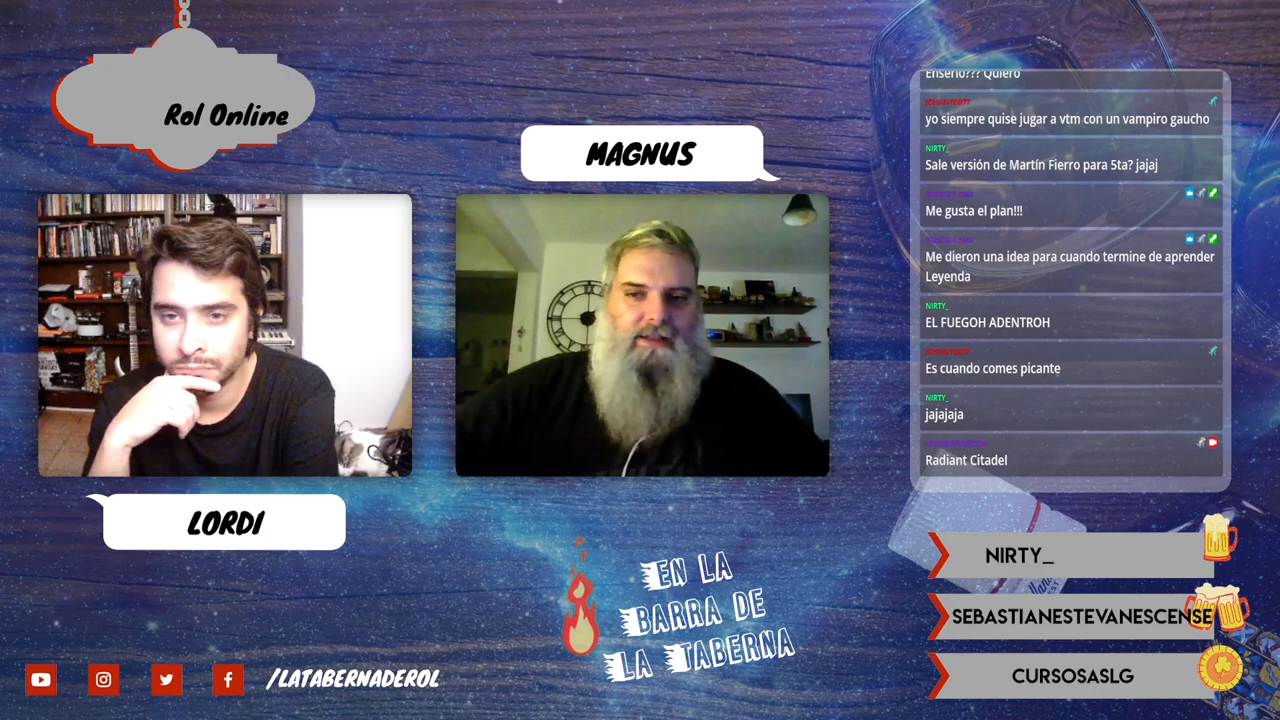 Rol Online
MAGNUS
LORDI
Enserio??? Quiero
JOHNNYDR77
yo siempre quise jugar a vtm con un vampiro gaucho
NIRTY_
Sale versión de Martín Fierro para 5ta? jajaj
Me gusta el plan!!!
Me dieron una idea para cuando termine de aprender
Leyenda
NIRTY_
EL FUEGOH ADENTROH
JOHNNYDR77
Es cuando comes picante
NIRTY_
jajajaja
Radiant Citadel
EN LA
BARRA DE
LA TABERNA
NIRTY_
SEBASTIANESTEVANESCENSE
CURSOSASLG
/LATABERNADEROL